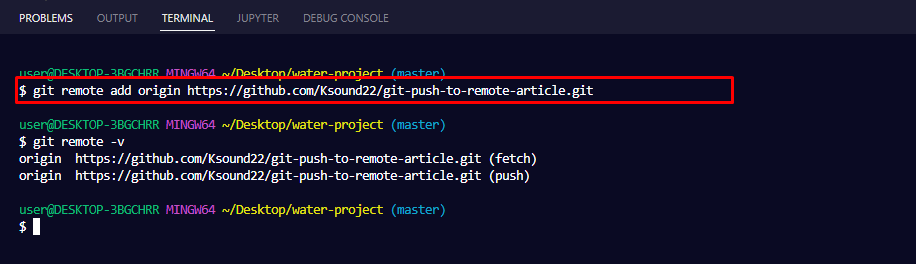 PROBLEMS OUTPUT TERMINAL JUPYTER DEBUG CONSOLE
user@DESKTOP-3BGCHRR MINGW64 ~/Desktop/water-project (master)
$ git remote add origin https://github.com/Ksound22/git-push-to-remote-article.git
user@DESKTOP-3BGCHRR MINGW64 ~/Desktop/water-project (master)
$ git remote -v
origin  https://github.com/Ksound22/git-push-to-remote-article.git (fetch)
origin  https://github.com/Ksound22/git-push-to-remote-article.git (push)
user@DESKTOP-3BGCHRR MINGW64 ~/Desktop/water-project (master)
$